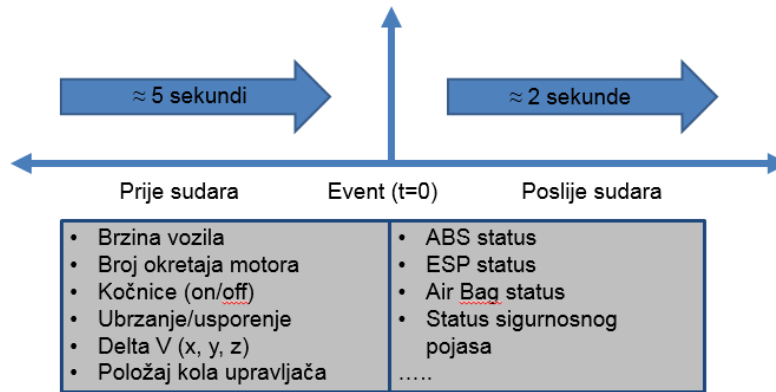 ≈ 5 sekundi
≈ 2 sekunde
Prije sudara
Event (t=0)
Poslije sudara
• Brzina vozila
• Broj okretaja motora
• Kočnice (on/off)
• Ubrzanje/usporenje
• Delta V (x, y, z)
• Položaj kola upravljača
• ABS status
• ESP status
• Air Bag status
• Status sigurnosnog
pojasa
.....